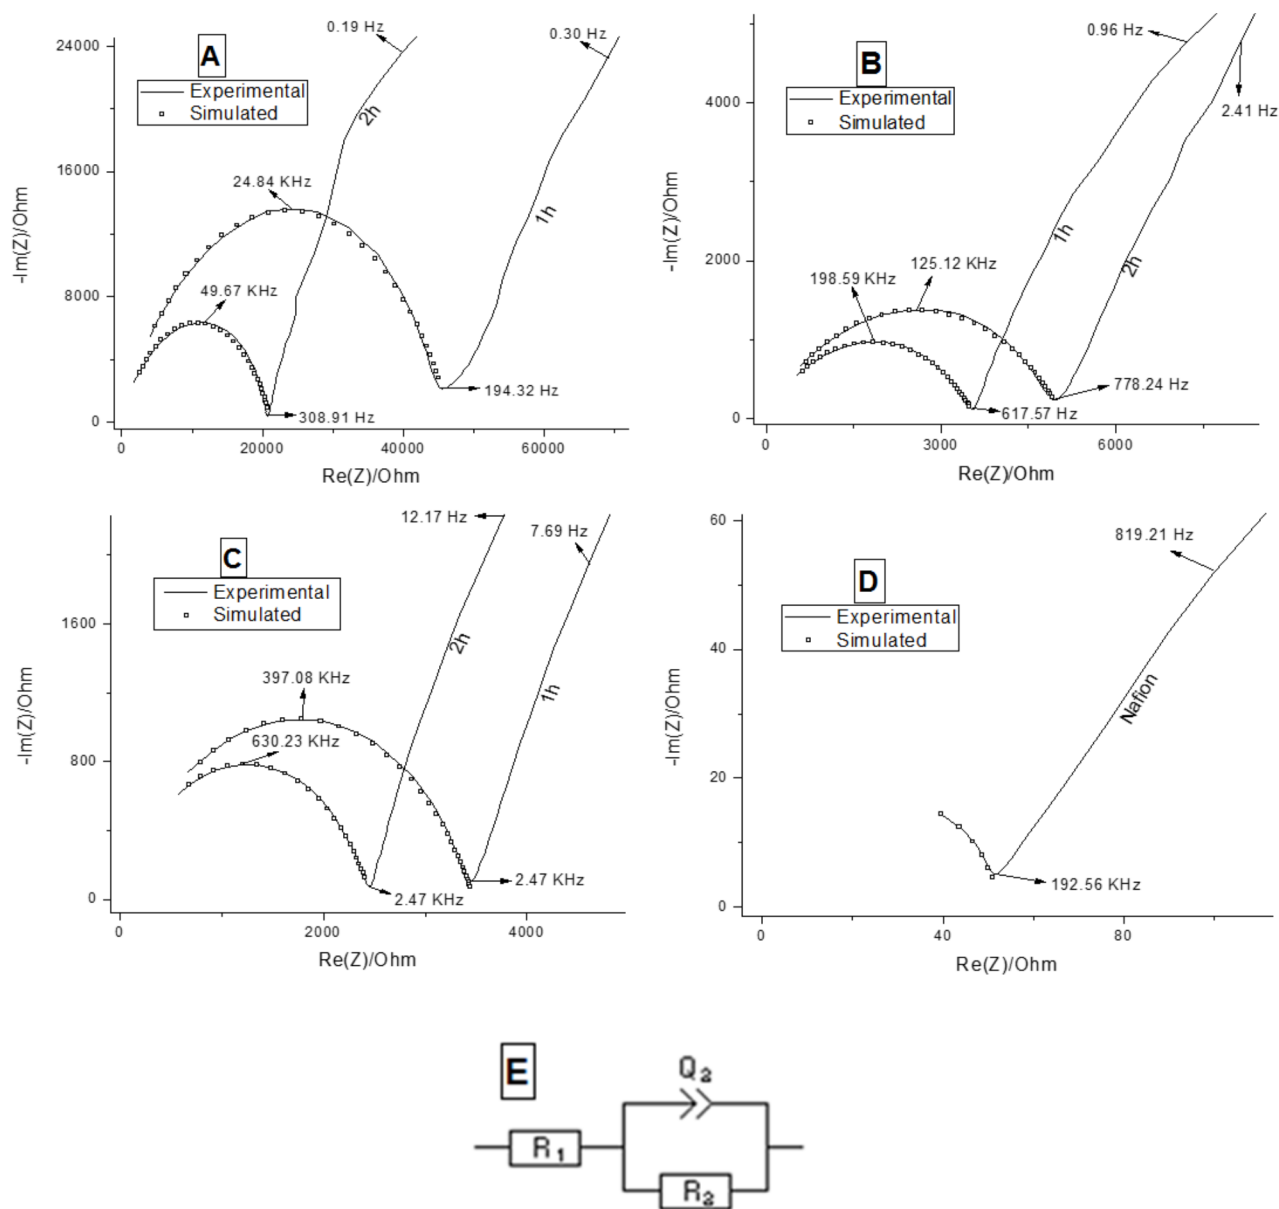 A
Experimental
Simulated
24000
16000
8000
0
-Im(Z)/Ohm
0.19 Hz
0.30 Hz
2h
1h
24.84 KHz
49.67 KHz
194.32 Hz
308.91 Hz
0
20000
40000
60000
Re(Z)/Ohm
B
Experimental
Simulated
4000
2000
0
-Im(Z)/Ohm
0.96 Hz
2.41 Hz
1h
2h
198.59 KHz
125.12 KHz
778.24 Hz
617.57 Hz
0
3000
6000
Re(Z)/Ohm
C
Experimental
Simulated
1600
800
0
-Im(Z)/Ohm
12.17 Hz
7.69 Hz
2h
1h
397.08 KHz
630.23 KHz
2.47 KHz
2.47 KHz
0
2000
4000
Re(Z)/Ohm
D
Experimental
Simulated
60
40
20
0
-Im(Z)/Ohm
819.21 Hz
Nafion
192.56 KHz
0
40
80
Re(Z)/Ohm
E
Q2
R1
R2